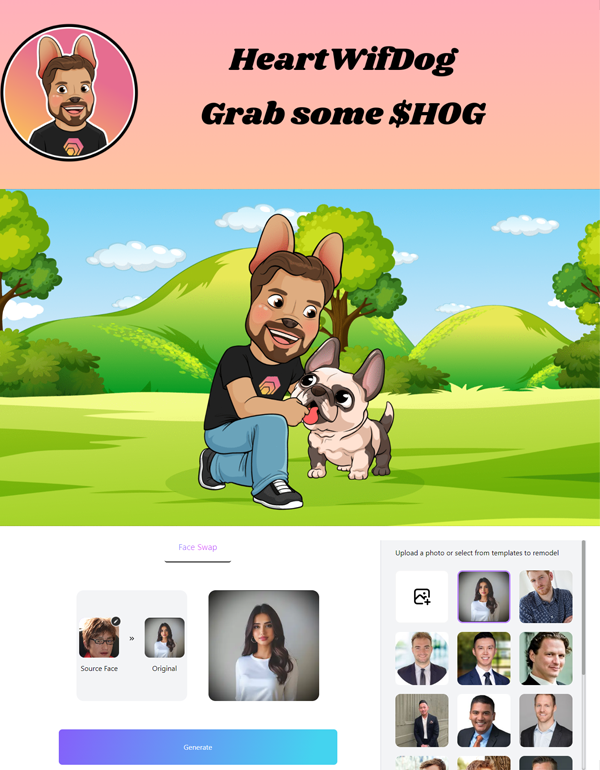 HeartWifDog
Grab some $HOG
Face Swap
Upload a photo or select from templates to remodel
»
Source Face
Original
Generate